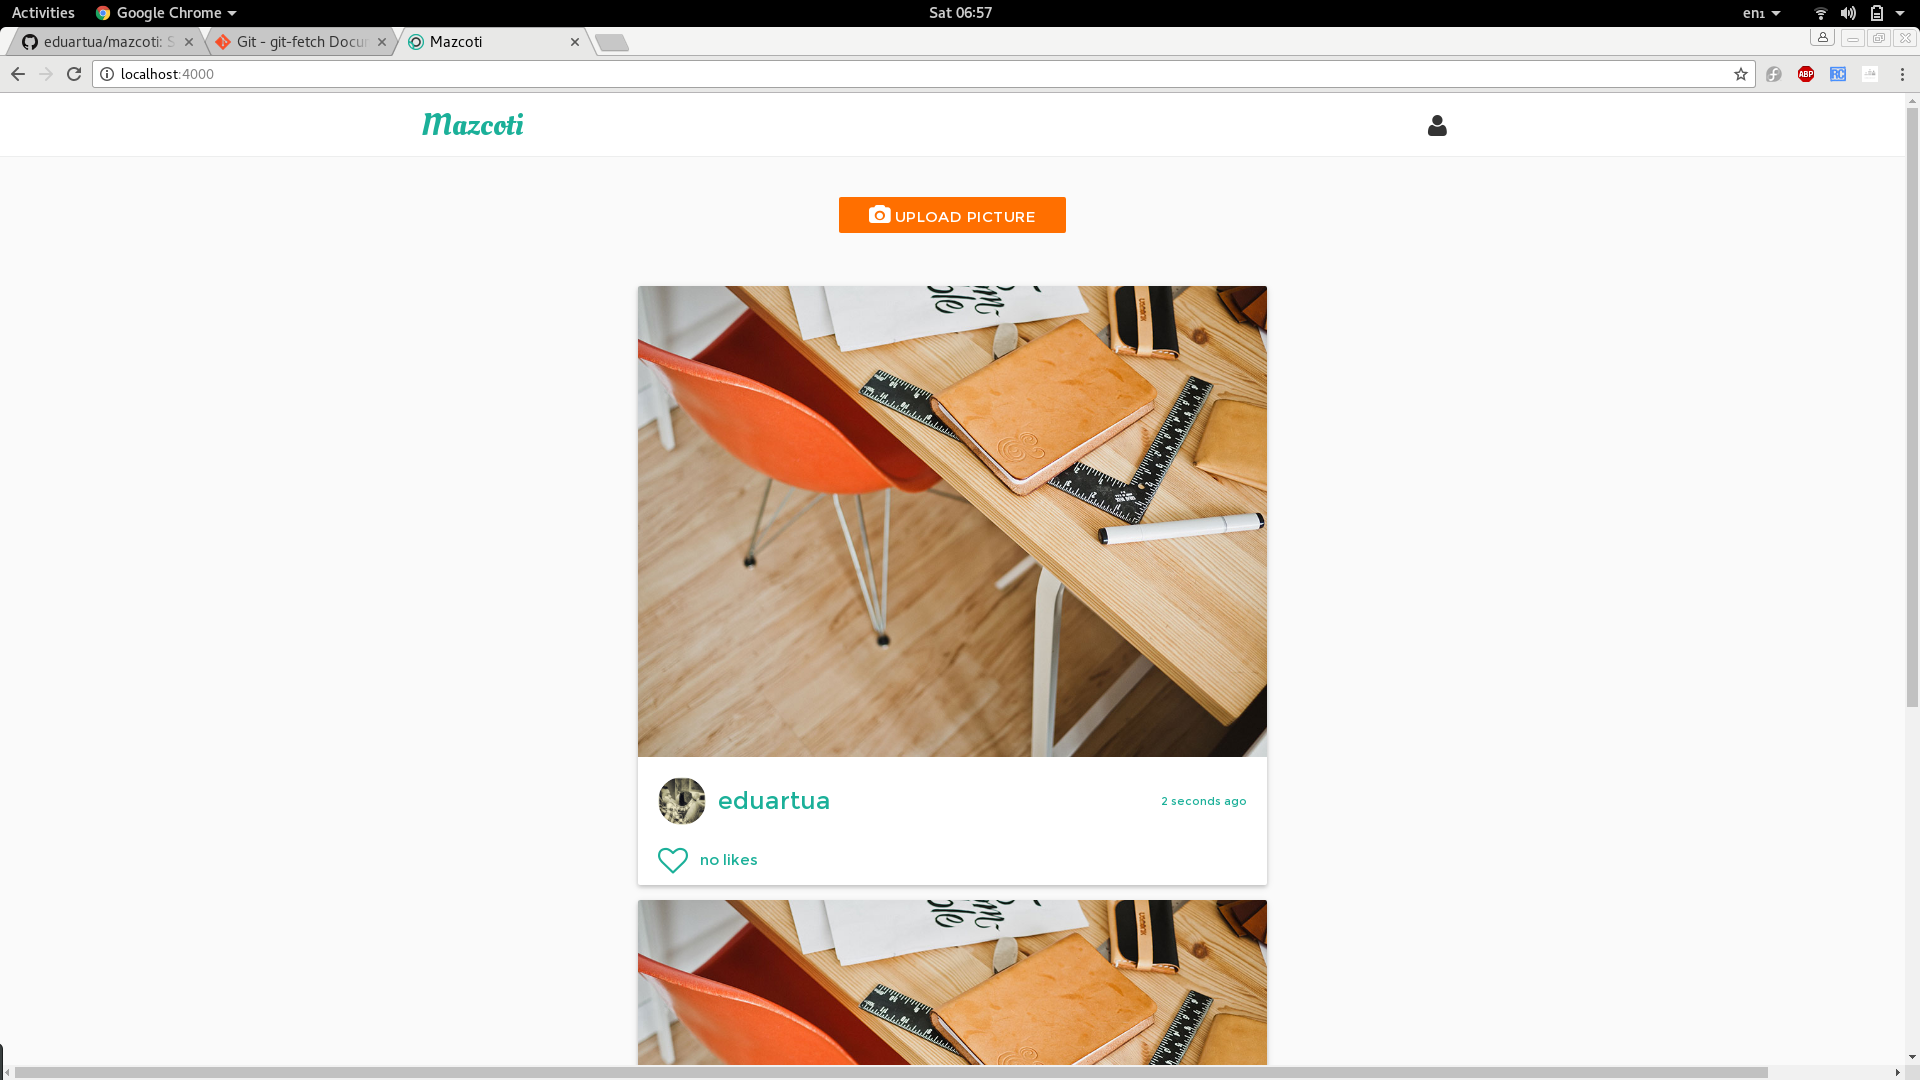 Activities
Google Chrome
Sat 06:57
en1
eduartua/mazcoti: S
Git - git-fetch Docu
Mazcoti
localhost:4000
ABP
RC
Mazcoti
UPLOAD PICTURE
eduartua
2 seconds ago
no likes